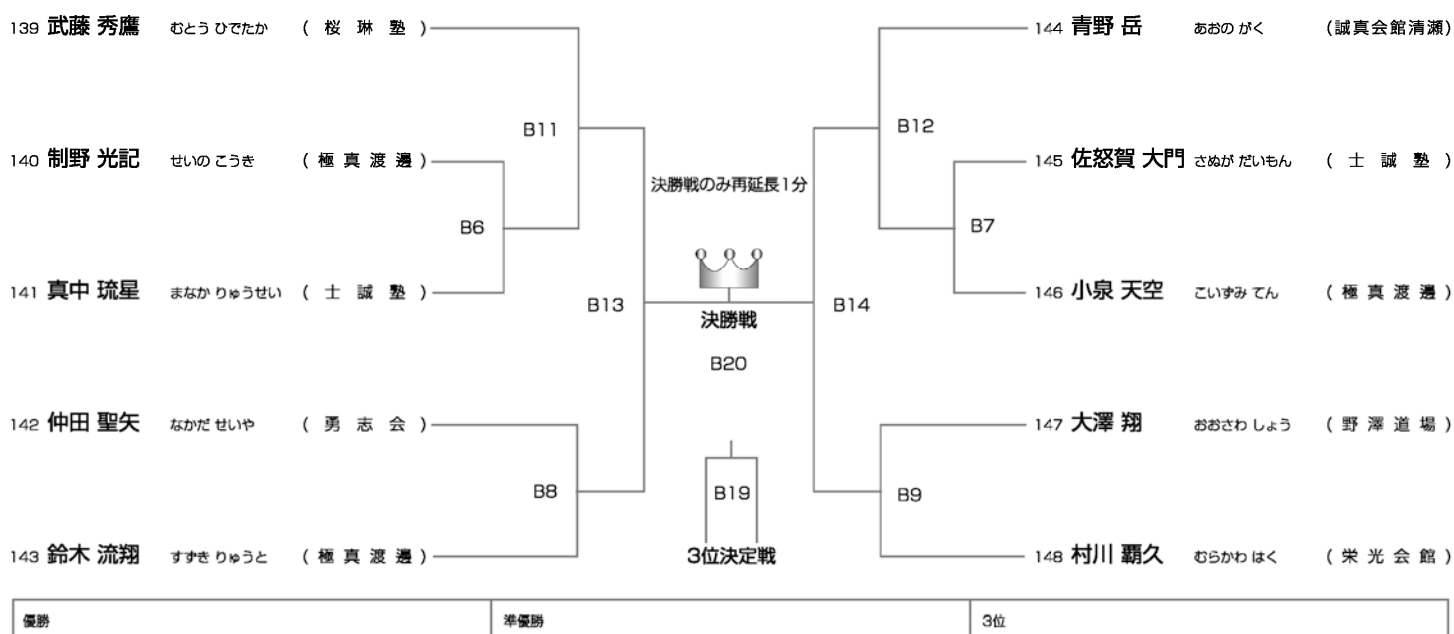 139 武藤 秀鷹 むとう ひでたか (桜琳塾)
B11
140 制野 光記 せいの こうき (極真渡邊)
B6
141 真中 琉星 まなか りゅうせい (士誠塾)
B13
142 仲田 聖矢 なかだ せいや (勇志会)
B8
143 鈴木 流翔 すずき りゅうと (極真渡邊)
決勝戦のみ再延長1分
決勝戦
B20
B19
3位決定戦
144 青野 岳 あおの がく (誠真会館清瀬)
B12
145 佐怒賀 大門 さぬが だいもん (士誠塾)
B7
146 小泉 天空 こいずみ てん (極真渡邊)
B14
147 大澤 翔 おおさわ しょう (野澤道場)
B9
148 村川 覇久 むらかわ はく (栄光会館)
優勝 準優勝 3位